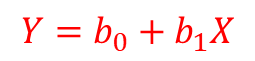 Y = b₀ + b₁X